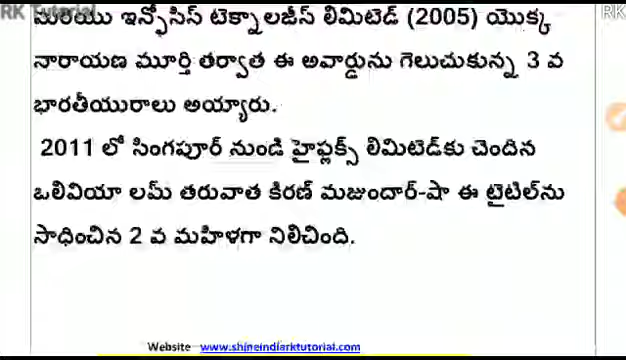 RK Tutorial
RK
మరియు ఇన్ఫోసిస్ టెక్నాలజీస్ లిమిటెడ్ (2005) యొక్క
నారాయణ మూర్తి తర్వాత ఈ అవార్డును గెలుచుకున్న 3 వ
భారతీయురాలు అయ్యారు.
2011 లో సింగపూర్ నుండి హైఫ్లక్స్ లిమిటెడ్‌కు చెందిన
ఒలివియా లమ్ తరువాత కిరణ్ మజుందార్-షా ఈ టైటిల్‌ను
సాధించిన 2 వ మహిళగా నిలిచింది.
Website www.shineindiarktutorial.com